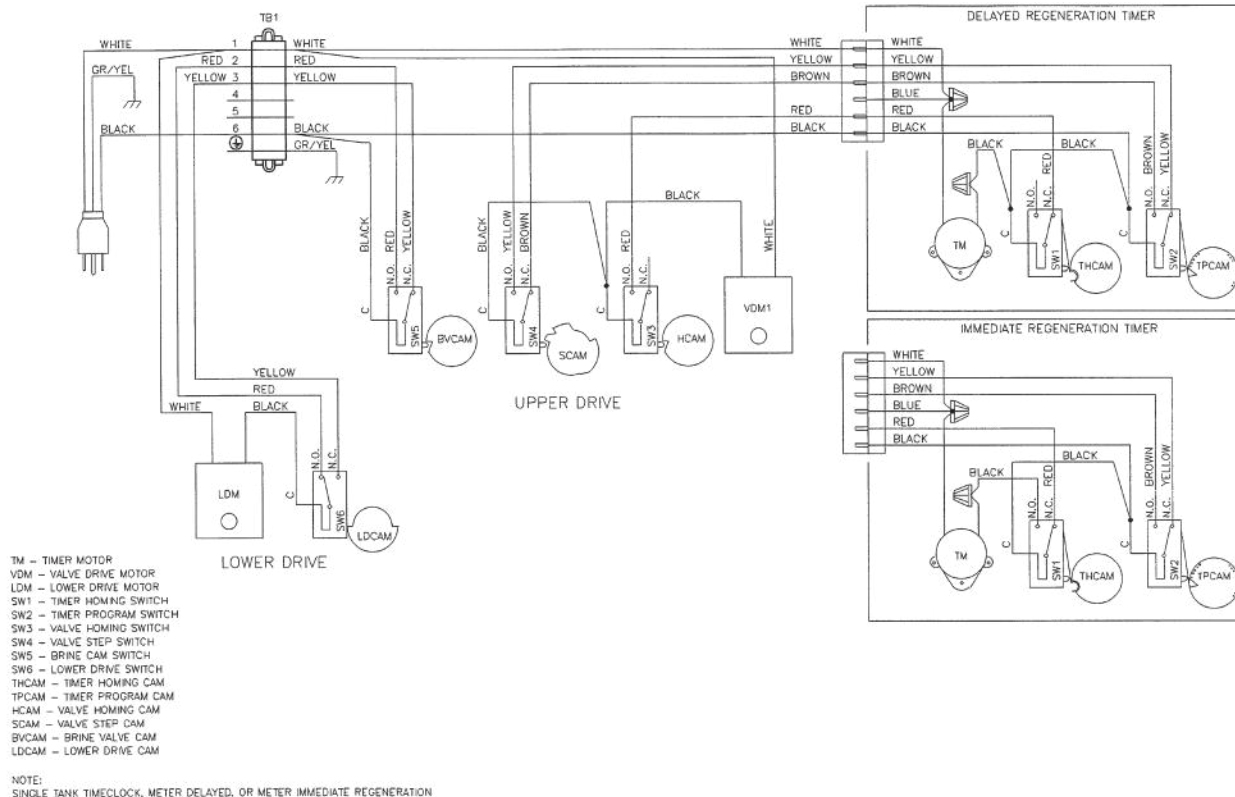 TB1
DELAYED REGENERATION TIMER
WHITE 1 WHITE WHITE WHITE
RED 2 RED YELLOW YELLOW
GR/YEL YELLOW 3 YELLOW BROWN BROWN
4 BLUE
5 RED RED
BLACK 6 BLACK BLACK BLACK
GR/YEL
BLACK BLACK
RED BROWN YELLOW
N.O. N.C. N.O. N.C.
C C
TM SW1 THCAM SW2 TPCAM
BLACK WHITE
BLACK RED YELLOW BLACK YELLOW BROWN RED
N.O. N.C. N.O. N.C. N.O. N.C.
C C C
SW5 BVCAM SW4 SCAM SW3 HCAM VDM1
UPPER DRIVE
IMMEDIATE REGENERATION TIMER
WHITE
YELLOW
BROWN
BLUE
RED
BLACK
BLACK
BLACK RED BROWN YELLOW
N.O. N.C. N.O. N.C.
C C
TM SW1 THCAM SW2 TPCAM
YELLOW
RED
WHITE BLACK
N.O. N.C.
C
LDM SW6 LDCAM
LOWER DRIVE
TM – TIMER MOTOR
VDM – VALVE DRIVE MOTOR
LDM – LOWER DRIVE MOTOR
SW1 – TIMER HOMING SWITCH
SW2 – TIMER PROGRAM SWITCH
SW3 – VALVE HOMING SWITCH
SW4 – VALVE STEP SWITCH
SW5 – BRINE CAM SWITCH
SW6 – LOWER DRIVE SWITCH
THCAM – TIMER HOMING CAM
TPCAM – TIMER PROGRAM CAM
HCAM – VALVE HOMING CAM
SCAM – VALVE STEP CAM
BVCAM – BRINE VALVE CAM
LDCAM – LOWER DRIVE CAM
NOTE:
SINGLE TANK TIMECLOCK, METER DELAYED, OR METER IMMEDIATE REGENERATION